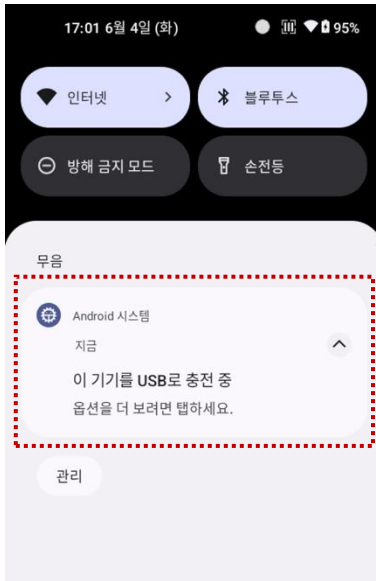 17:01 6월 4일 (화) 95%
인터넷 블루투스
방해 금지 모드 손전등
무음
Android 시스템
지금
이 기기를 USB로 충전 중
옵션을 더 보려면 탭하세요.
관리